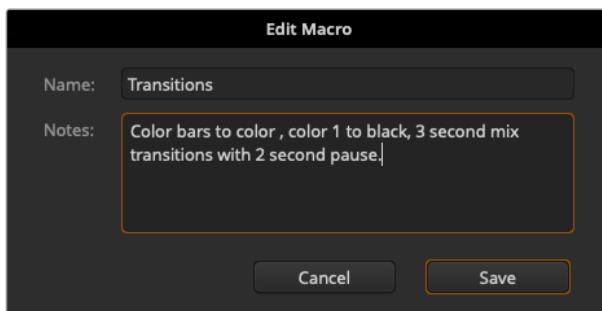 Edit Macro
Name: Transitions
Notes: Color bars to color , color 1 to black, 3 second mix
transitions with 2 second pause.
Cancel Save